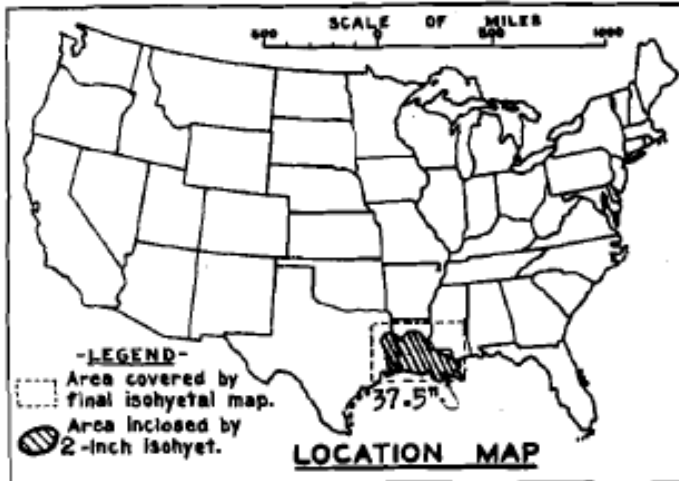 SCALE OF MILES
500 0 500 1000
-LEGEND-
Area covered by
final isohyetal map.
Area inclosed by
2-inch isohyet.
"37.5"
LOCATION MAP